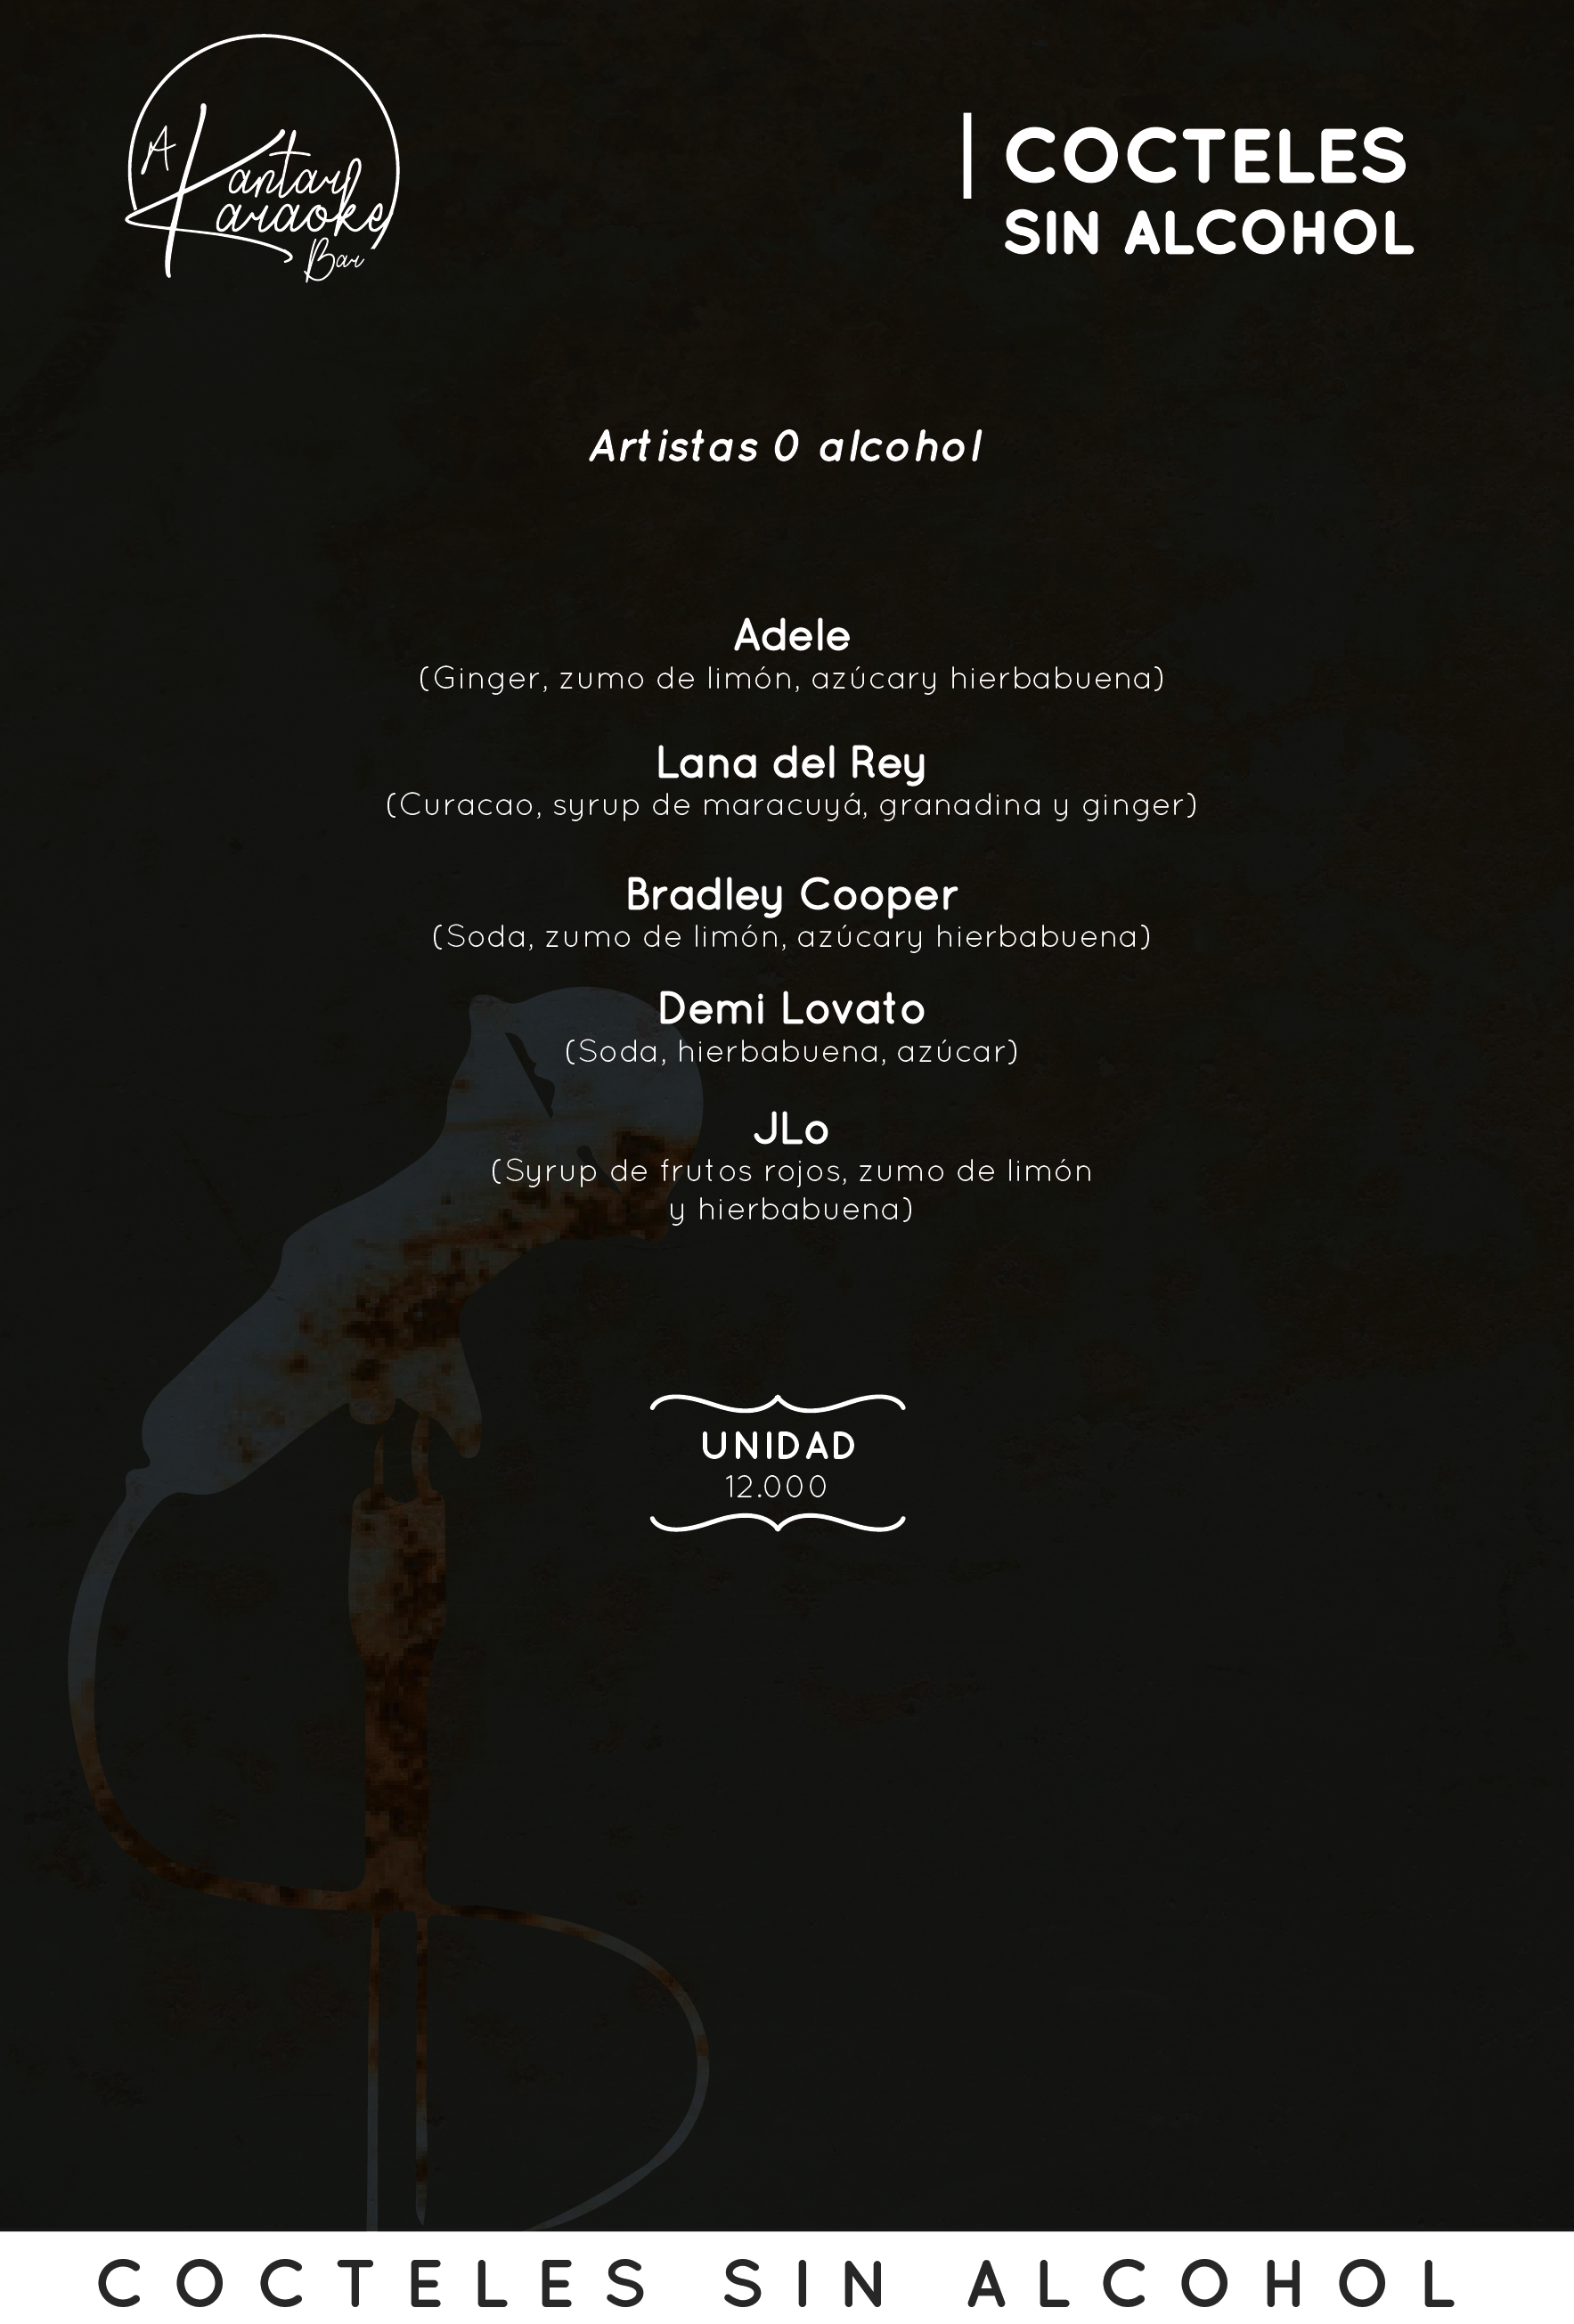 A Kantar
Karaoke
Bar
COCTELES
SIN ALCOHOL
Artistas 0 alcohol
Adele
(Ginger, zumo de limón, azúcary hierbabuena)
Lana del Rey
(Curacao, syrup de maracuyá, granadina y ginger)
Bradley Cooper
(Soda, zumo de limón, azúcary hierbabuena)
Demi Lovato
(Soda, hierbabuena, azúcar)
JLo
(Syrup de frutos rojos, zumo de limón
y hierbabuena)
UNIDAD
12.000
COCTELES SIN ALCOHOL